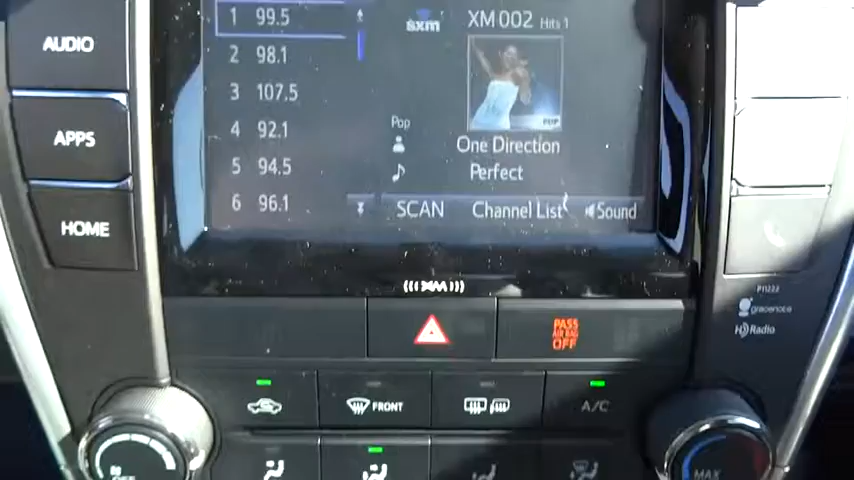 AUDIO
APPS
HOME
1 99.5
2 98.1
3 107.5
4 92.1
5 94.5
6 96.1
sxm
XM 002 Hits 1
POP
Pop
One Direction
Perfect
SCAN
Channel List
Sound
((XM))
PASS
AIR BAG
OFF
P11222
gracenote
HD Radio
FRONT
A/C
OFF
MAX